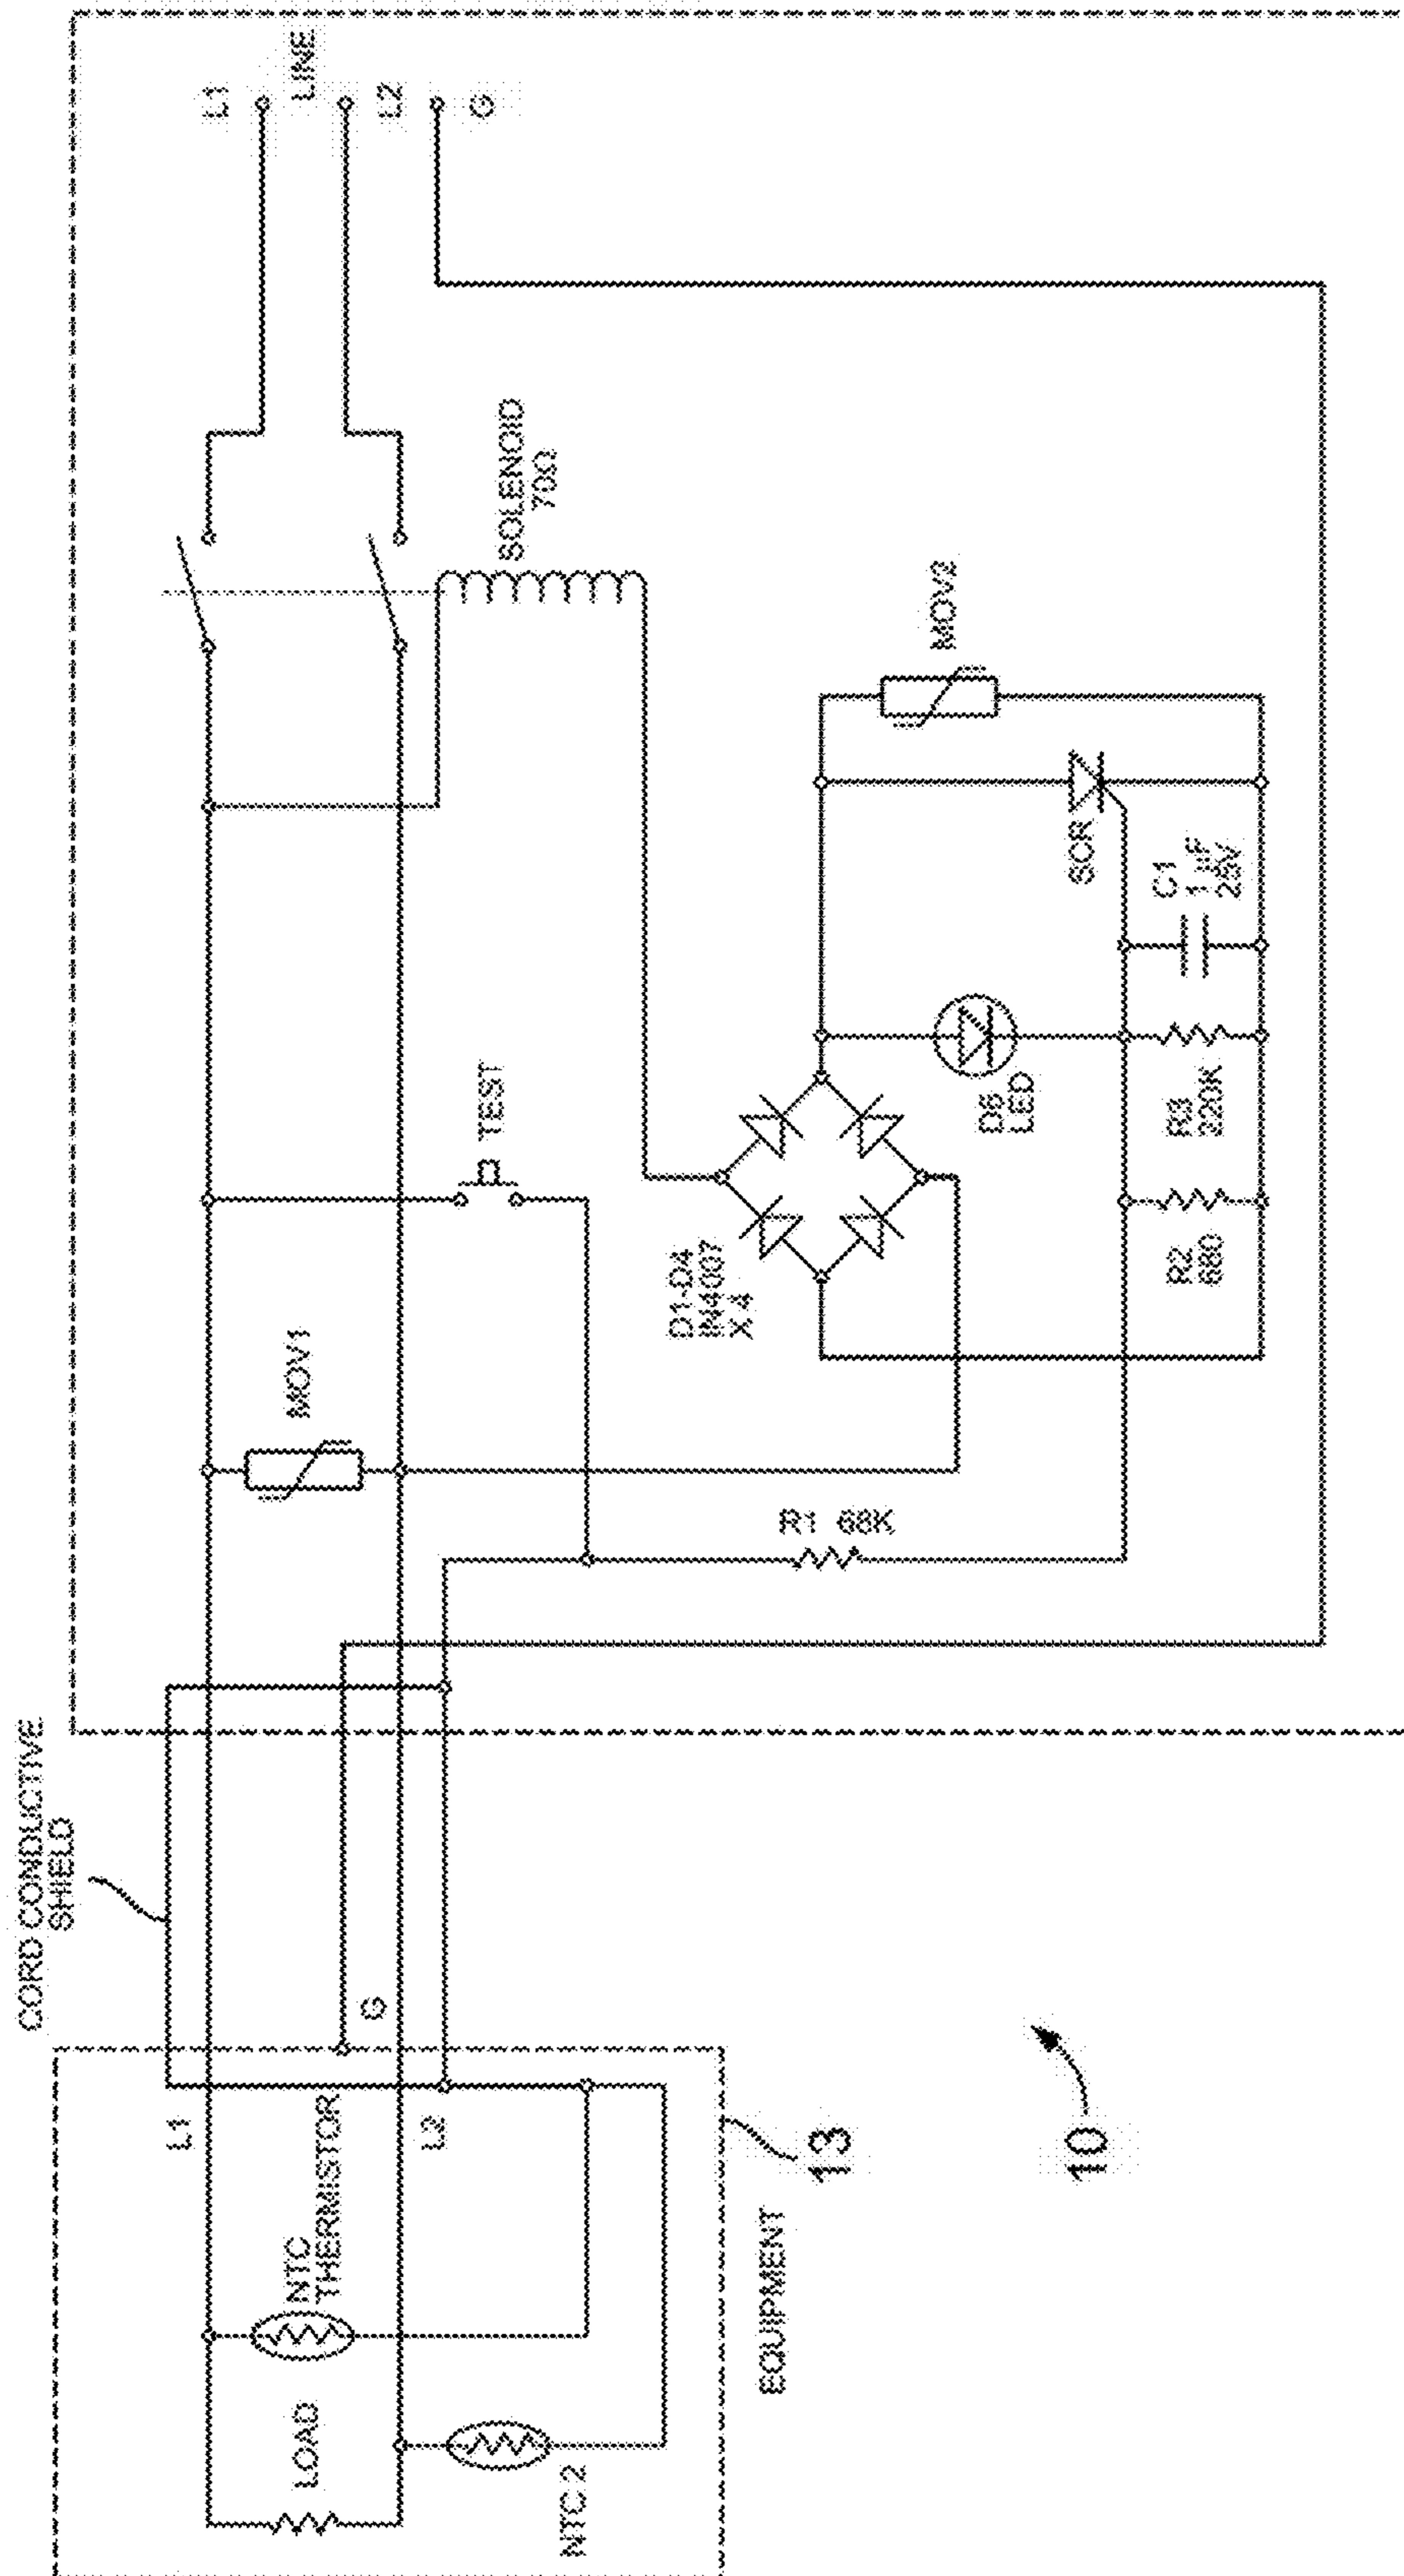 CORD CONDUCTIVE
SHIELD
L1
LINE
L2
G
SOLENOID
70Ω
MOV2
SCR
C1
1 uF
25V
TEST
D5
LED
R3
220K
R2
680
D1-D4
IN4007
X 4
MOV1
R1 68K
G
L1
L2
NTC
THERMISTOR
LOAD
NTC 2
EQUIPMENT
13
10